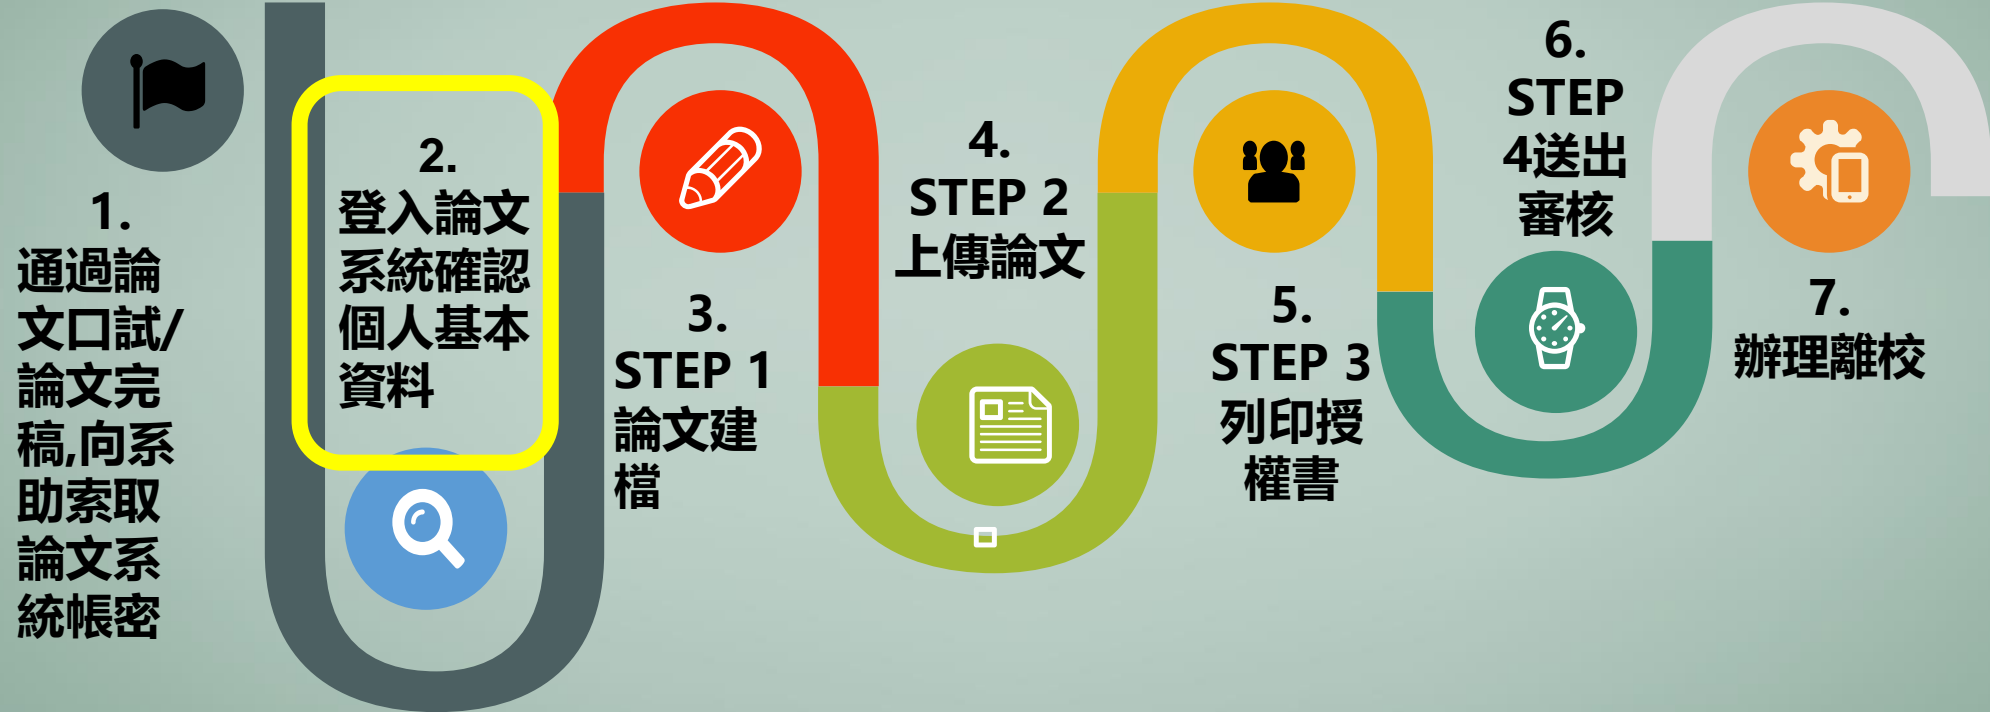 1.
通過論
文口試/
論文完
稿,向系
助索取
論文系
統帳密
2.
登入論文
系統確認
個人基本
資料
3.
STEP 1
論文建
檔
4.
STEP 2
上傳論文
5.
STEP 3
列印授
權書
6.
STEP
4送出
審核
7.
辦理離校